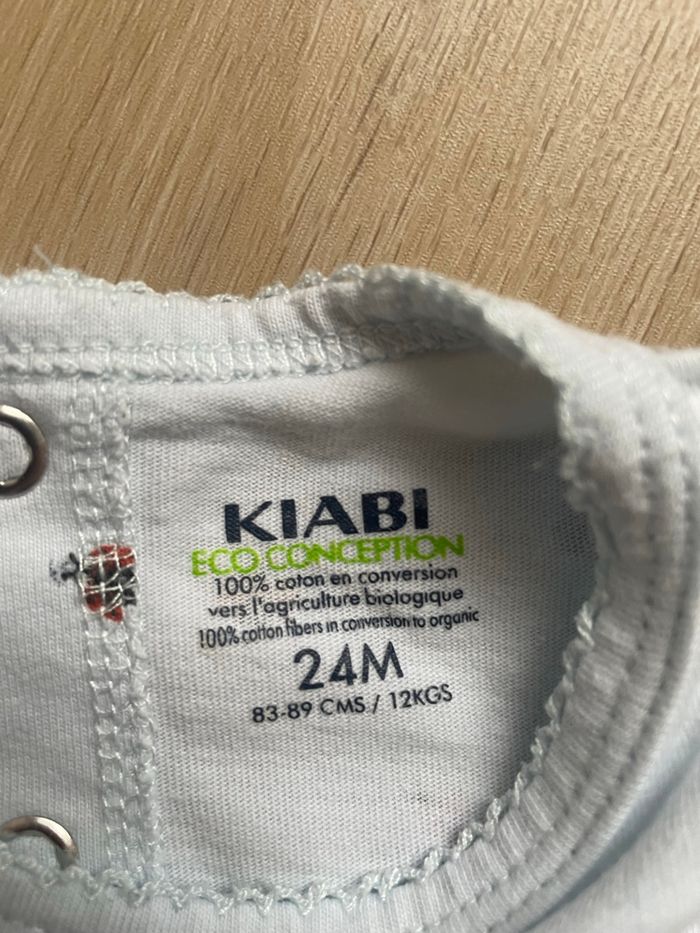 KIABI
ECO CONCEPTION
100% coton en conversion
vers l'agriculture biologique
100% cotton fibers in conversion to organic
24M
83-89 CMS / 12KGS